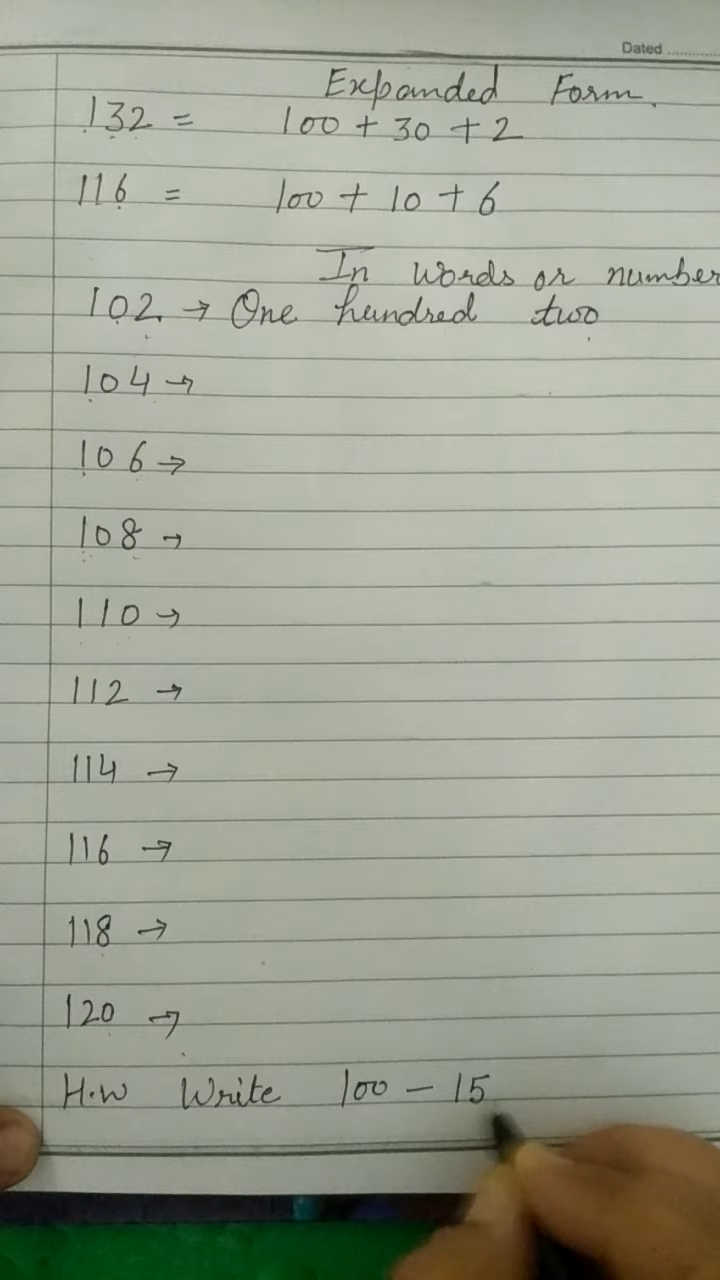 Dated ............
Expanded Form.
132 = 100 + 30 + 2
116 = 100 + 10 + 6
In words or number
102. → One hundred two
104 →
106 →
108 →
110 →
112 →
114 →
116 →
118 →
120 →
H.w Write 100 - 15